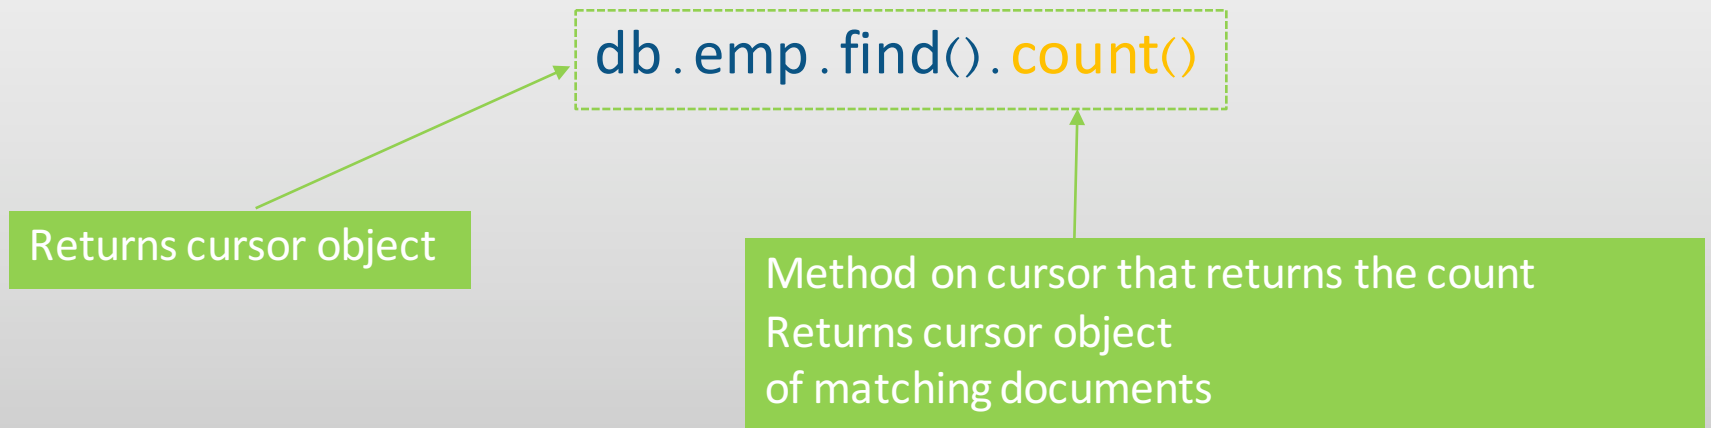 db.emp.find().count()
Returns cursor object
Method on cursor that returns the count
Returns cursor object
of matching documents